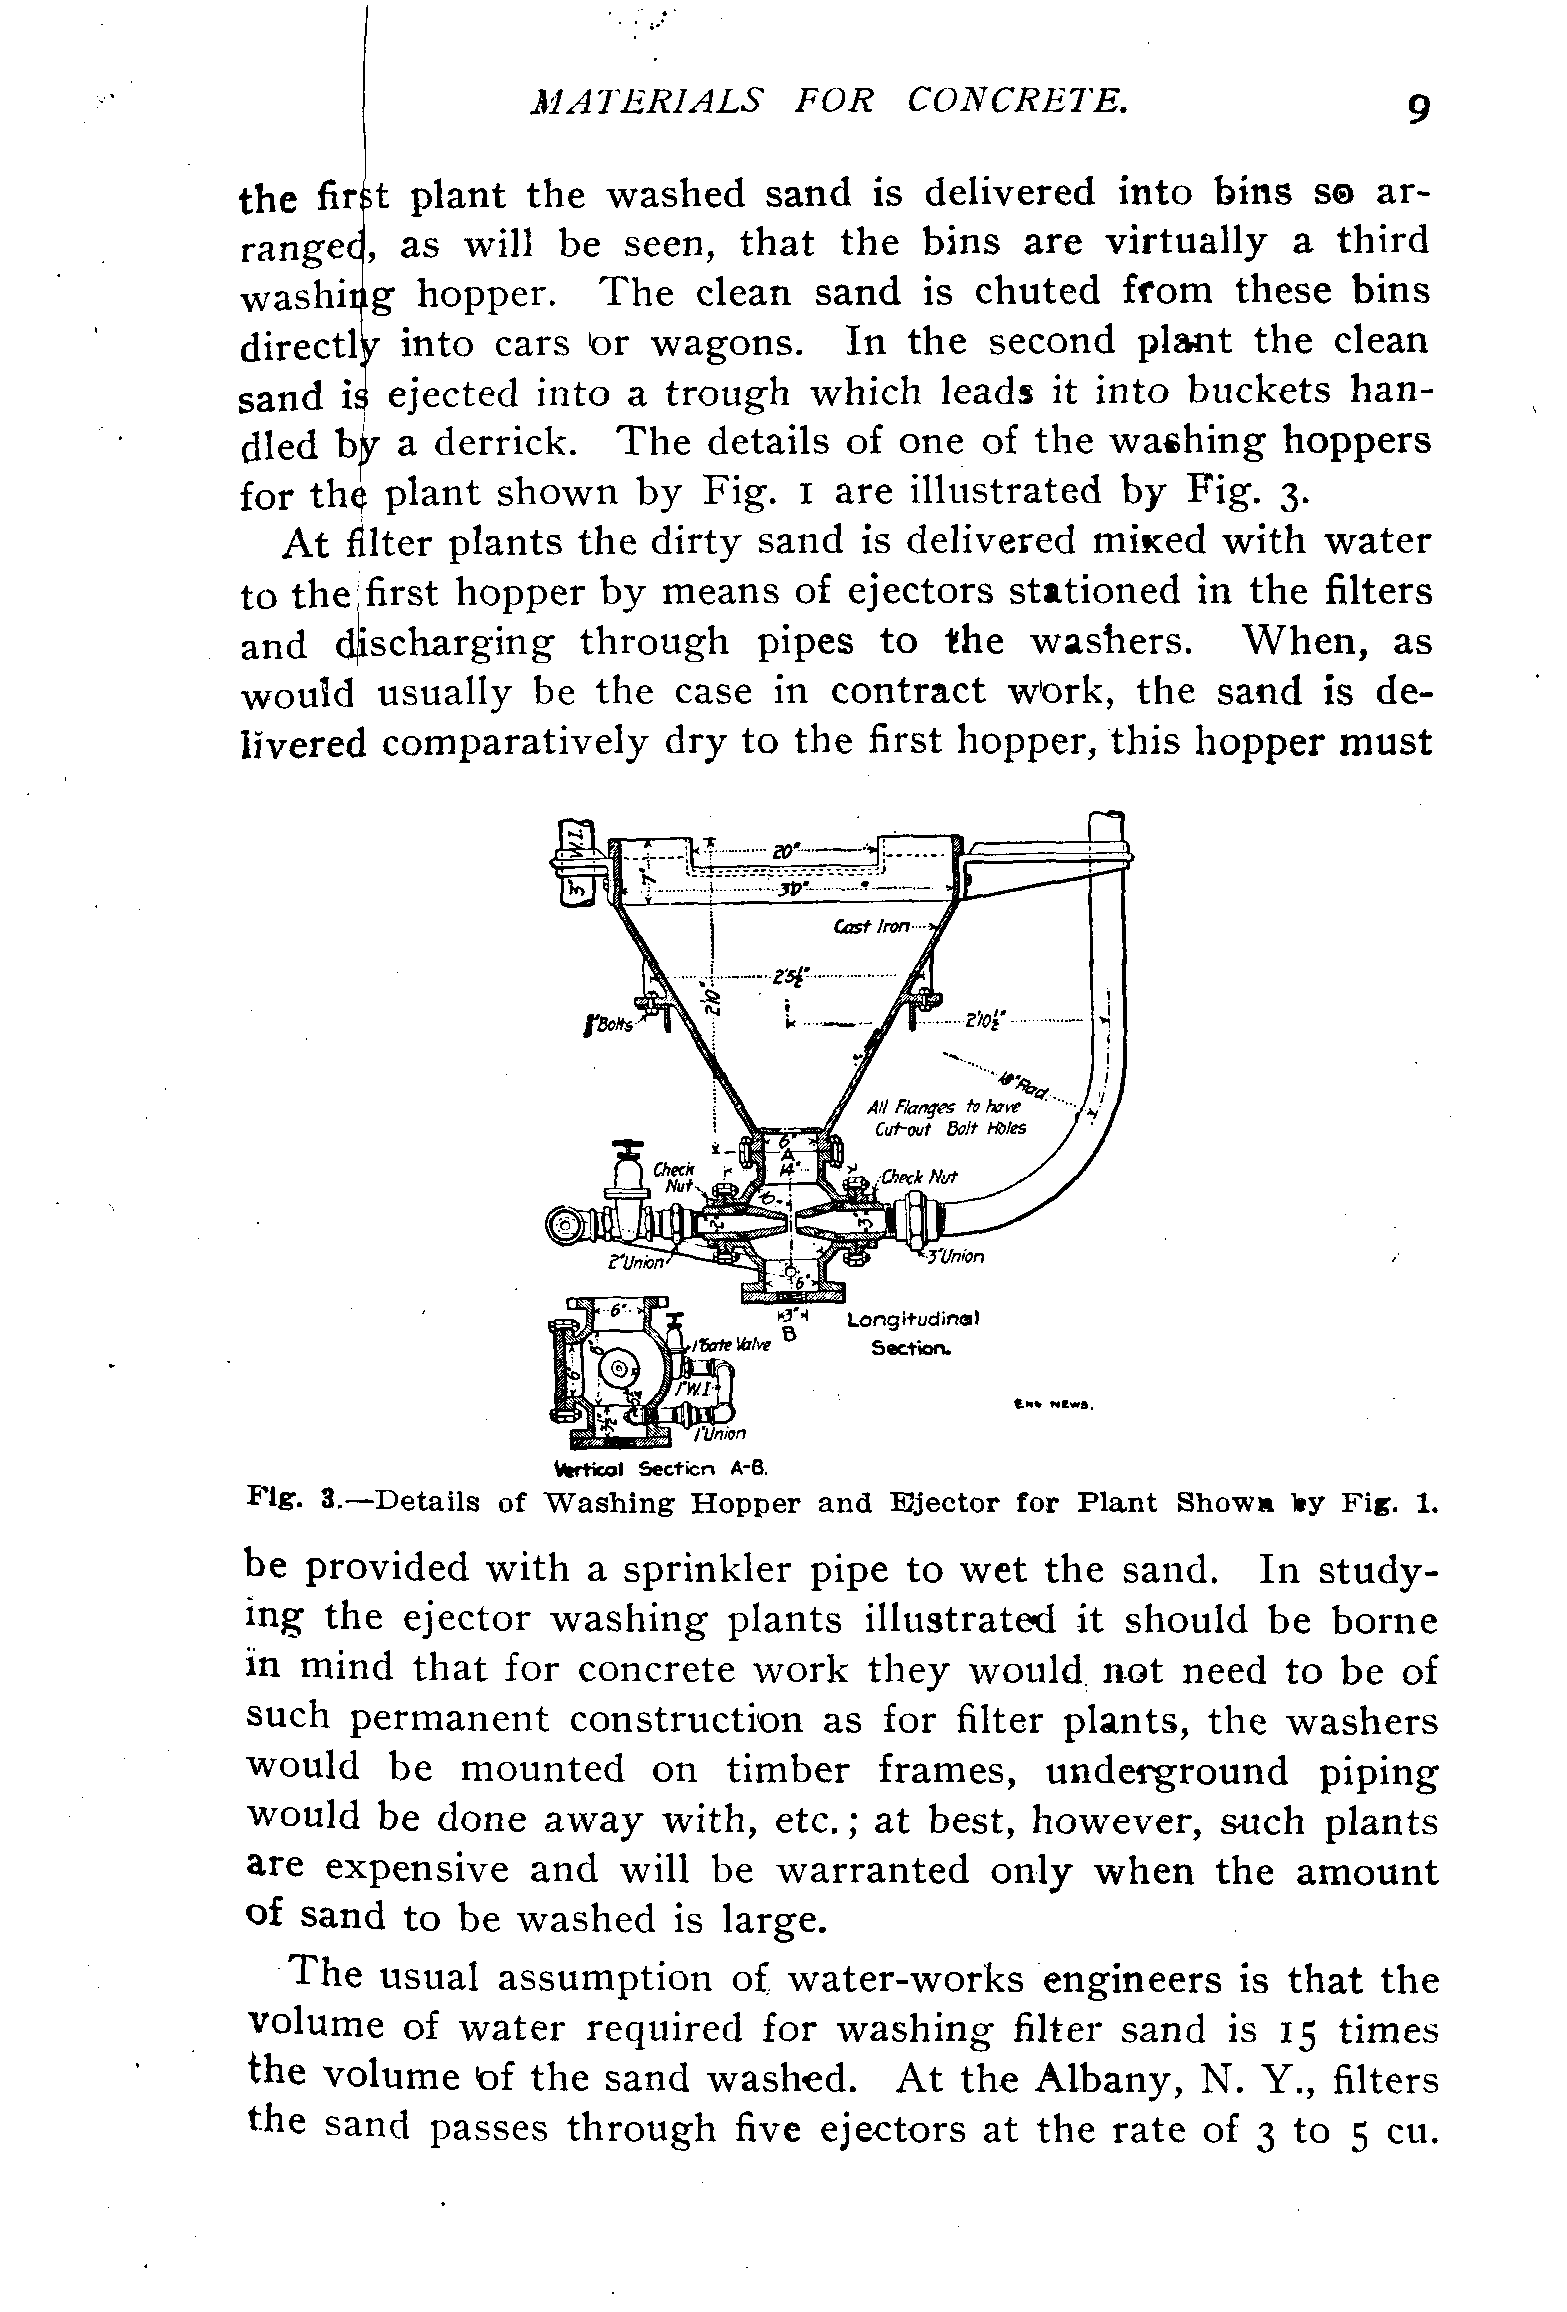 MATERIALS FOR CONCRETE. 9
the first plant the washed sand is delivered into bins so ar-
ranged, as will be seen, that the bins are virtually a third
washing hopper. The clean sand is chuted from these bins
directly into cars or wagons. In the second plant the clean
sand is ejected into a trough which leads it into buckets han-
dled by a derrick. The details of one of the washing hoppers
for the plant shown by Fig. 1 are illustrated by Fig. 3.
At filter plants the dirty sand is delivered mixed with water
to the first hopper by means of ejectors stationed in the filters
and discharging through pipes to the washers. When, as
would usually be the case in contract work, the sand is de-
livered comparatively dry to the first hopper, this hopper must
3" W.I.
20"
7"
30"
Cast Iron
2'5½"
2'10"
Bolts
2'10½"
Rad.
All Flanges to have
Cut-out Bolt Holes
6"
A
14"
Check
Nut
Check Nut
9"
2"
3"
2"Union
3"Union
6"
3"
B
Longitudinal
Section.
6"
1"Gate Valve
6"
1"W.I.
1"Union
ENG NEWS.
Vertical Section A-B.
Fig. 3.—Details of Washing Hopper and Ejector for Plant Shown by Fig. 1.
be provided with a sprinkler pipe to wet the sand. In study-
ing the ejector washing plants illustrated it should be borne
in mind that for concrete work they would not need to be of
such permanent construction as for filter plants, the washers
would be mounted on timber frames, underground piping
would be done away with, etc.; at best, however, such plants
are expensive and will be warranted only when the amount
of sand to be washed is large.
The usual assumption of water-works engineers is that the
volume of water required for washing filter sand is 15 times
the volume of the sand washed. At the Albany, N. Y., filters
the sand passes through five ejectors at the rate of 3 to 5 cu.